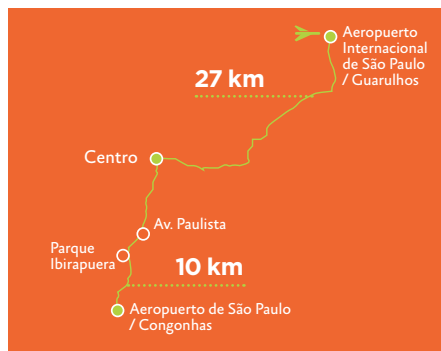 Aeropuerto
Internacional
de São Paulo
/ Guarulhos
27 km
Centro
Av. Paulista
Parque
Ibirapuera
10 km
Aeropuerto de São Paulo
/ Congonhas